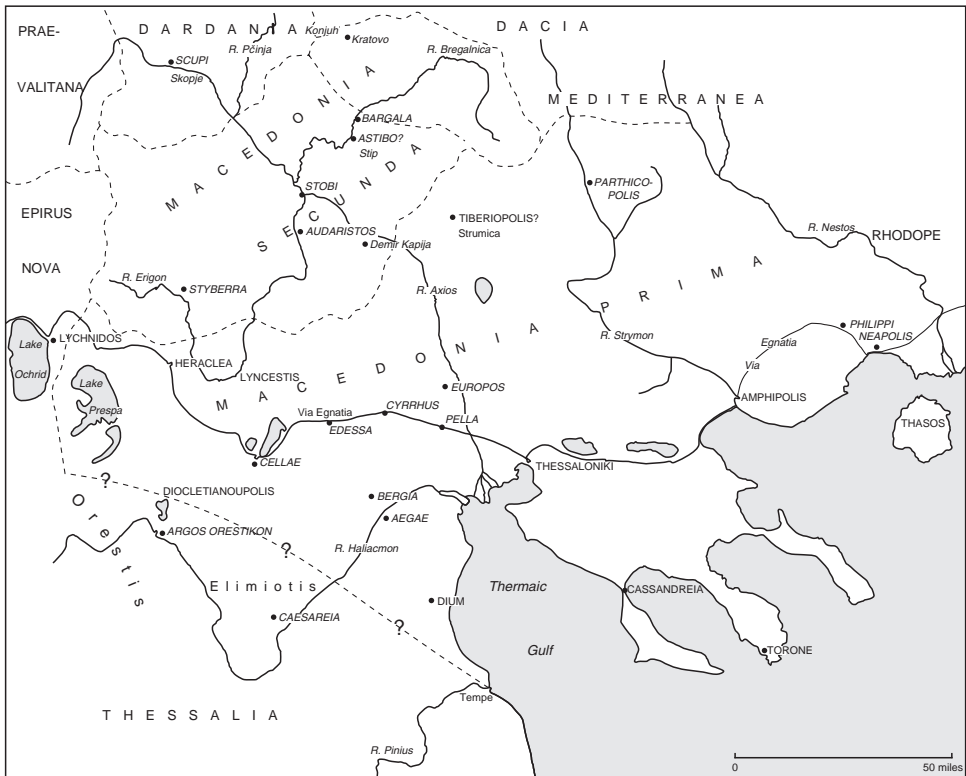 PRAE-
VALITANA
D A R D A N I A
Konjuh
Kratovo
D A C I A
SCUPI
Skopje
R. Pčinja
R. Bregalnica
M E D I T E R R A N E A
BARGALA
ASTIBO?
Stip
M A C E D O N I A
S E C U N D A
STOBI
PARTHICO-
POLIS
EPIRUS
NOVA
AUDARISTOS
Demir Kapija
TIBERIOPOLIS?
Strumica
R. Nestos
RHODOPE
R. Erigon
STYBERRA
R. Axios
M A C E D O N I A P R I M A
R. Strymon
Lake
Ochrid
LYCHNIDOS
HERACLEA
LYNCESTIS
Lake
Prespa
PHILIPPI
NEAPOLIS
Egnatia
Via
EUROPOS
AMPHIPOLIS
THASOS
Via Egnatia
EDESSA
CYRRHUS
PELLA
CELLAE
THESSALONIKI
?
DIOCLETIANOUPOLIS
BERGIA
AEGAE
O r e s t i s
ARGOS ORESTIKON
?
R. Haliacmon
Elimiotis
CAESAREIA
DIUM
?
Thermaic
Gulf
CASSANDREIA
TORONE
Tempe
T H E S S A L I A
R. Pinius
0 50 miles